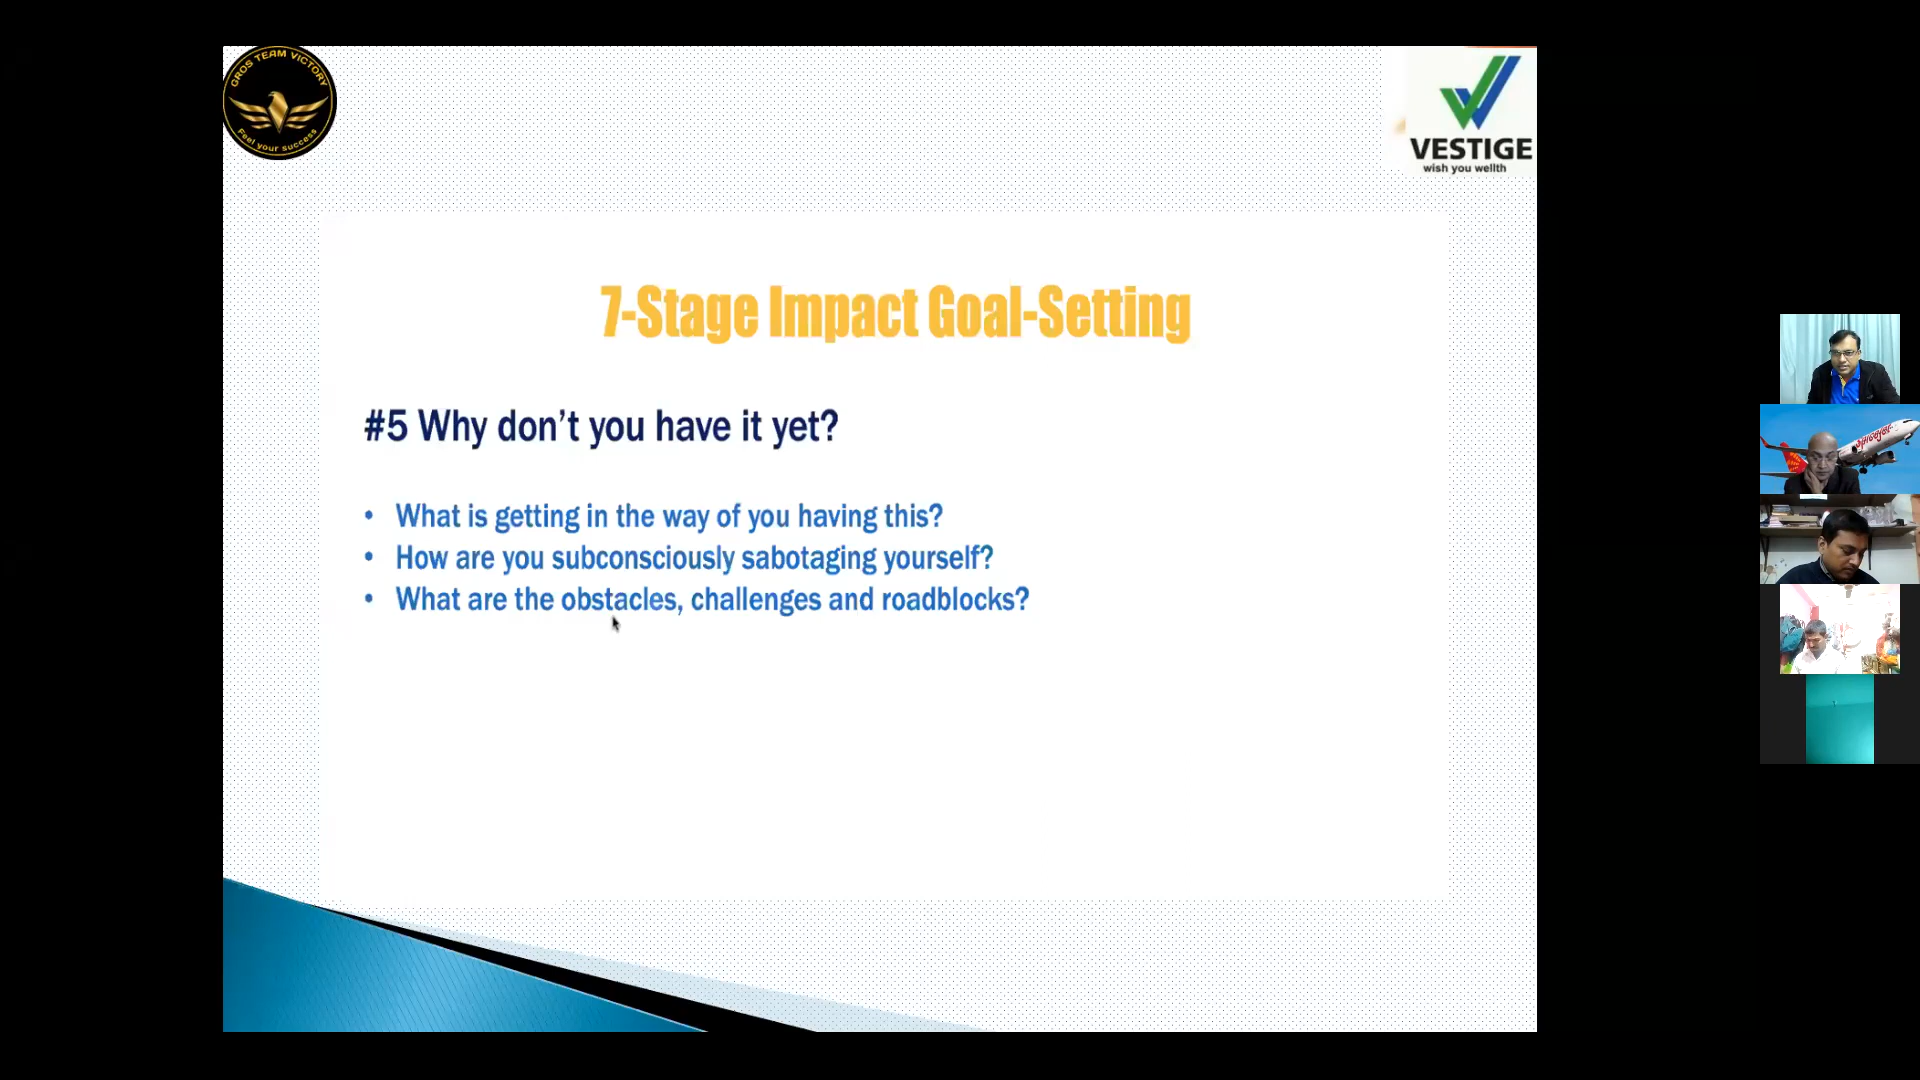 GROS TEAM VICTORY
Feel your success
VESTIGE
wish you wellth
7-Stage Impact Goal-Setting
#5 Why don't you have it yet?
• What is getting in the way of you having this?
• How are you subconsciously sabotaging yourself?
• What are the obstacles, challenges and roadblocks?
Spicejet